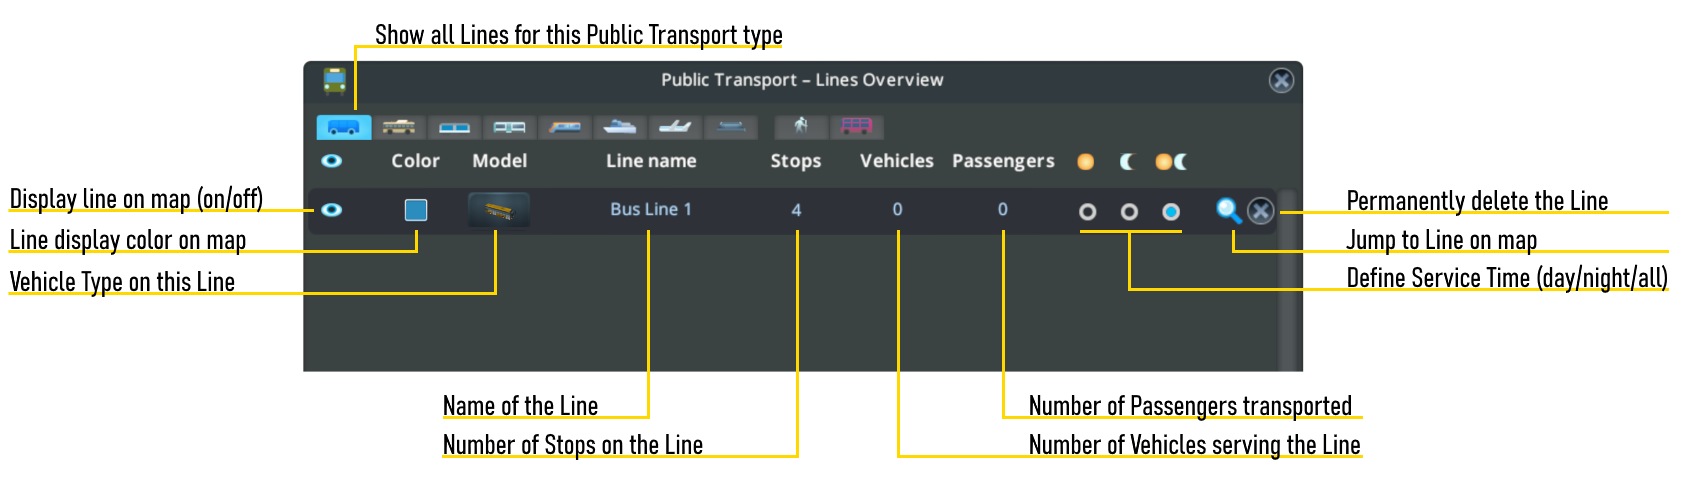 Show all Lines for this Public Transport type
Public Transport – Lines Overview
Color Model Line name Stops Vehicles Passengers
Display line on map (on/off)
Bus Line 1 4 0 0
Permanently delete the Line
Line display color on map
Jump to Line on map
Vehicle Type on this Line
Define Service Time (day/night/all)
Name of the Line
Number of Passengers transported
Number of Stops on the Line
Number of Vehicles serving the Line